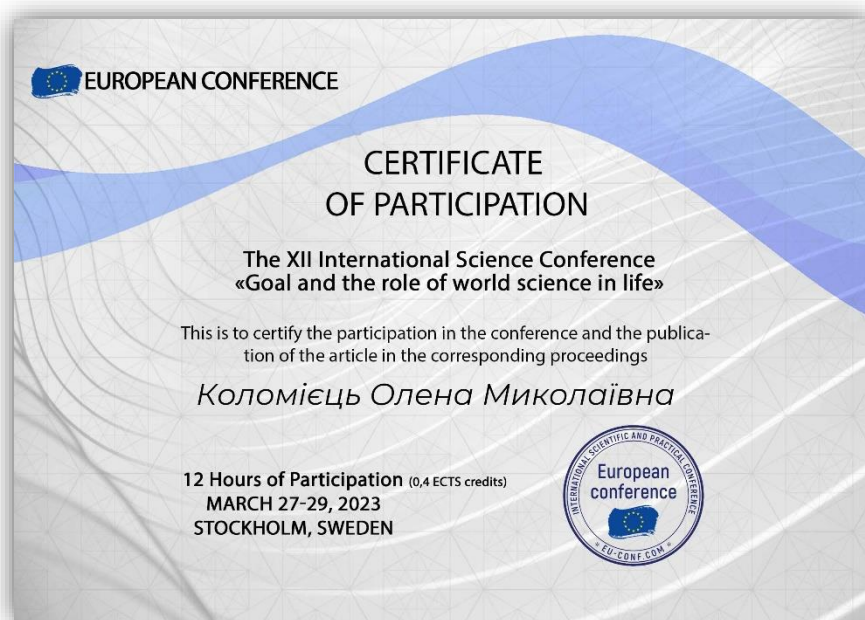 EUROPEAN CONFERENCE
CERTIFICATE
OF PARTICIPATION
The XII International Science Conference
«Goal and the role of world science in life»
This is to certify the participation in the conference and the publica-
tion of the article in the corresponding proceedings
Коломієць Олена Миколаївна
12 Hours of Participation (0,4 ECTS credits)
MARCH 27-29, 2023
STOCKHOLM, SWEDEN
INTERNATIONAL SCIENTIFIC AND PRACTICAL CONFERENCE
European
conference
* EU-CONF.COM *